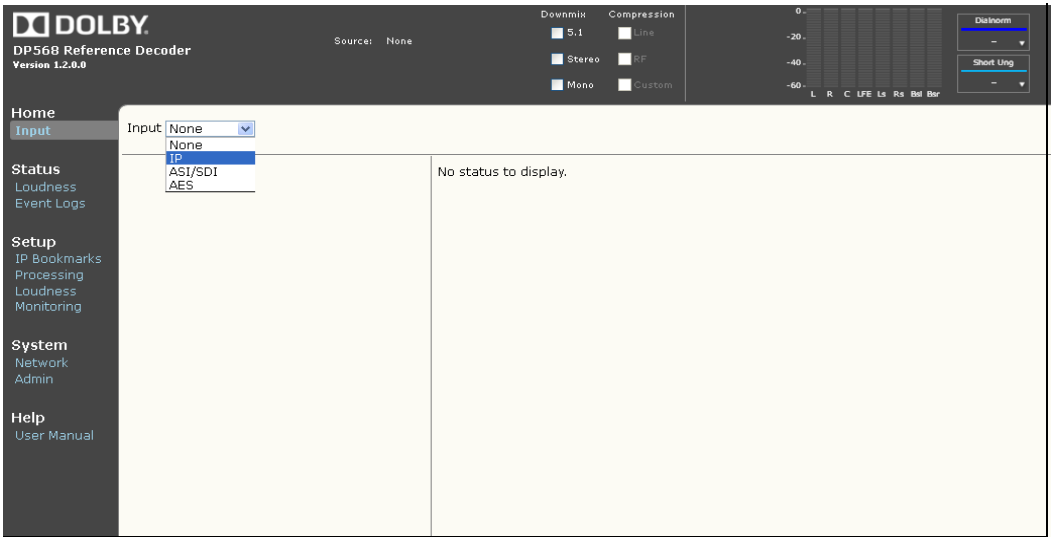 DOLBY.
DP568 Reference Decoder
Version 1.2.0.0
Source: None
Downmix Compression
5.1 Line
Stereo RF
Mono Custom
0
-20
-40
-60
L R C LFE Ls Rs Bsl Bsr
Dialnorm
–
Short Ung
–
Home
Input
Status
Loudness
Event Logs
Setup
IP Bookmarks
Processing
Loudness
Monitoring
System
Network
Admin
Help
User Manual
Input None
None
IP
ASI/SDI
AES
No status to display.